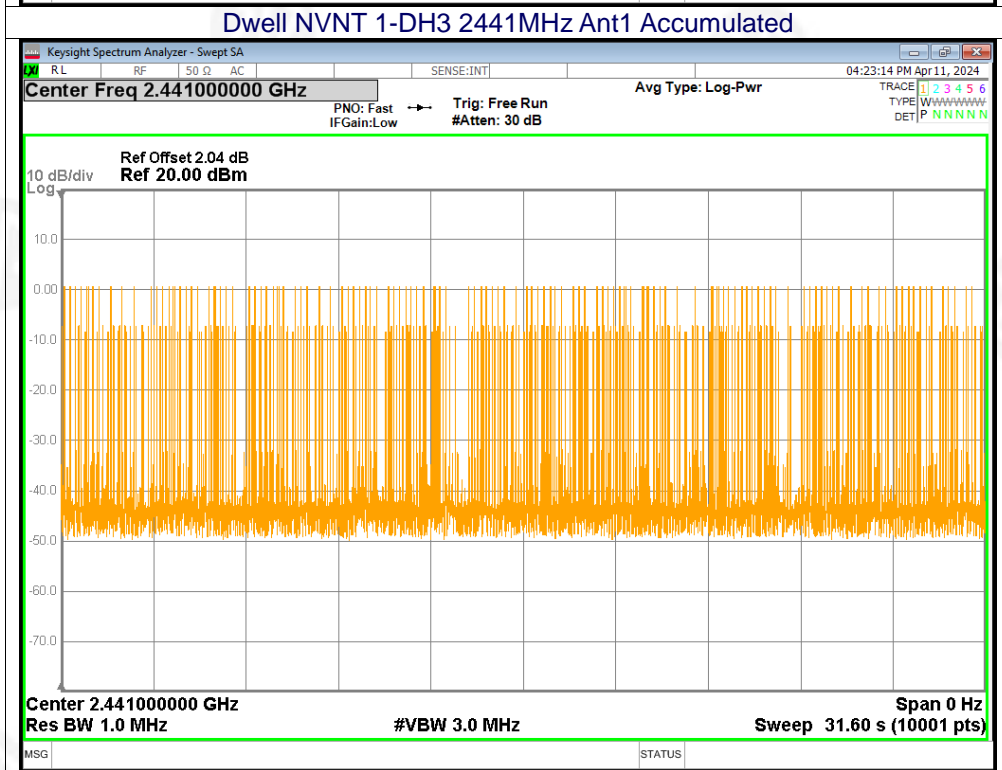 Dwell NVNT 1-DH3 2441MHz Ant1 Accumulated
Keysight Spectrum Analyzer - Swept SA
LXI RL RF 50 Ω AC SENSE:INT 04:23:14 PM Apr 11, 2024
Center Freq 2.441000000 GHz Avg Type: Log-Pwr TRACE 1 2 3 4 5 6
PNO: Fast Trig: Free Run TYPE WWWWWWW
IFGain:Low #Atten: 30 dB DET P N N N N N
Ref Offset 2.04 dB
10 dB/div Ref 20.00 dBm
Log
10.0
0.00
-10.0
-20.0
-30.0
-40.0
-50.0
-60.0
-70.0
Center 2.441000000 GHz Span 0 Hz
Res BW 1.0 MHz #VBW 3.0 MHz Sweep 31.60 s (10001 pts)
MSG STATUS